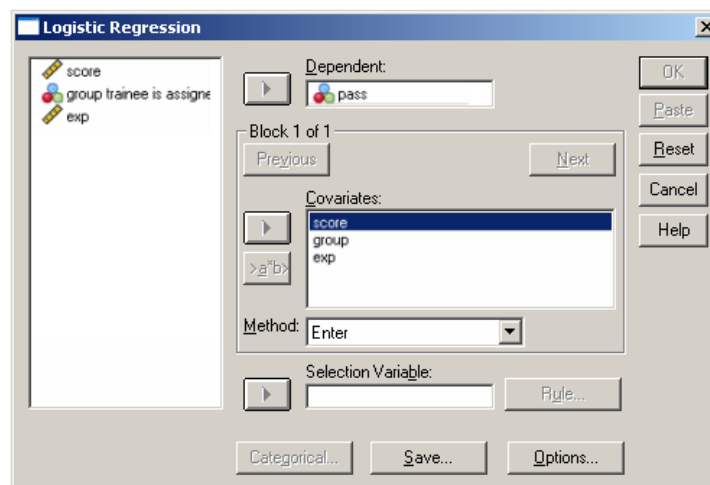 Logistic Regression
score
group trainee is assigne
exp
Dependent:
pass
Block 1 of 1
Previous
Next
Covariates:
score
group
exp
>a*b>
Method: Enter
Selection Variable:
Rule...
Categorical...
Save...
Options...
OK
Paste
Reset
Cancel
Help